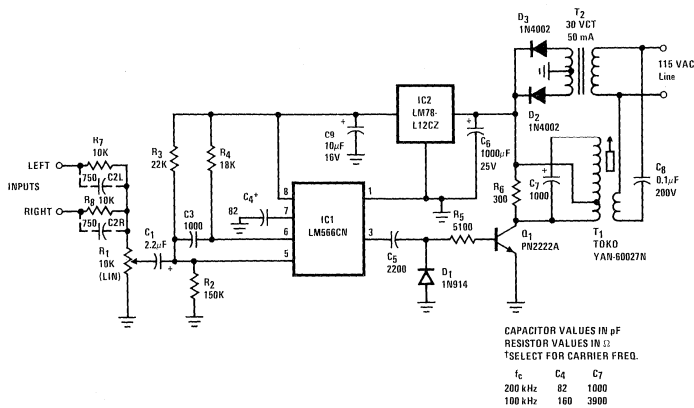 T2
30 VCT
50 mA
D3
1N4002
115 VAC
Line
D2
1N4002
IC2
LM78-
L12CZ
C9
10µF
16V
+
C6
1000µF
25V
+
R7
10K
LEFT
750
C2L
INPUTS
R8 10K
RIGHT
750
C2R
R1
10K
(LIN)
C1
2.2µF
+
R3
22K
R4
18K
C3
1000
R2
150K
C4+
82
8
7
6
5
1
3
IC1
LM566CN
R5
5100
C5
2200
D1
1N914
R6
300
C7
1000
+
Q1
PN2222A
T1
TOKO
YAN-60027N
C8
0.1µF
200V
CAPACITOR VALUES IN pF
RESISTOR VALUES IN Ω
†SELECT FOR CARRIER FREQ.
fc C4 C7
200 kHz 82 1000
100 kHz 160 3900